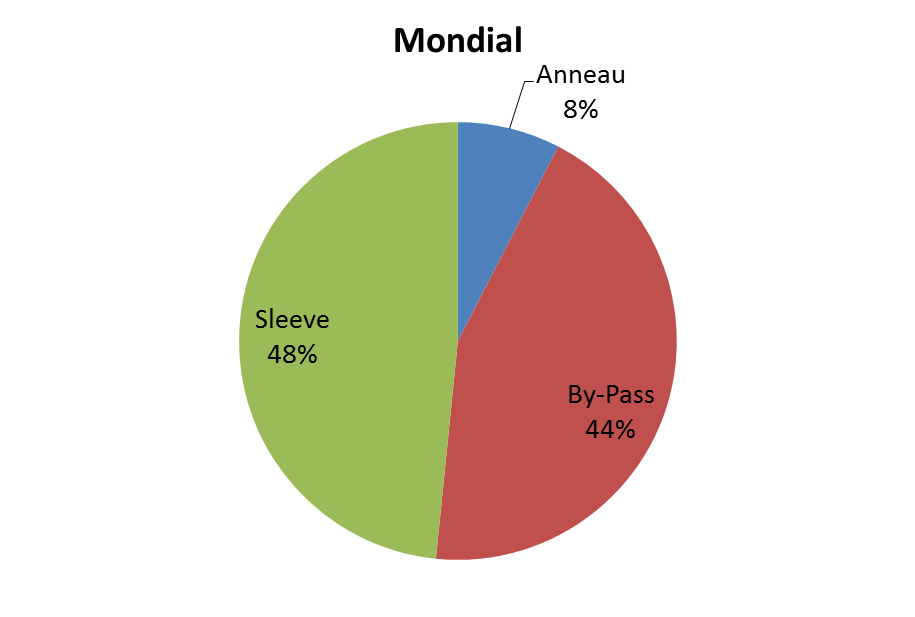 Mondial
Anneau
8%
Sleeve
48%
By-Pass
44%